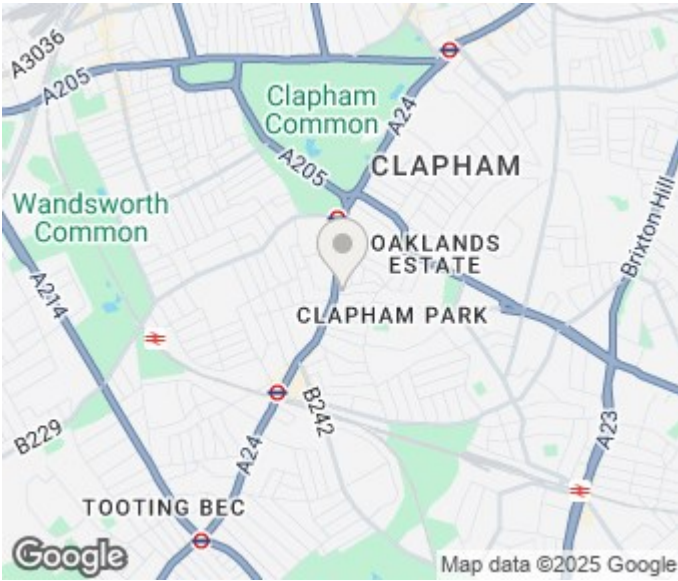 A3036
A205
Clapham
Common
A24
A205
CLAPHAM
Wandsworth
Common
OAKLANDS
ESTATE
Brixton Hill
A214
CLAPHAM PARK
B242
B229
A24
A23
TOOTING BEC
Google
Map data ©2025 Google